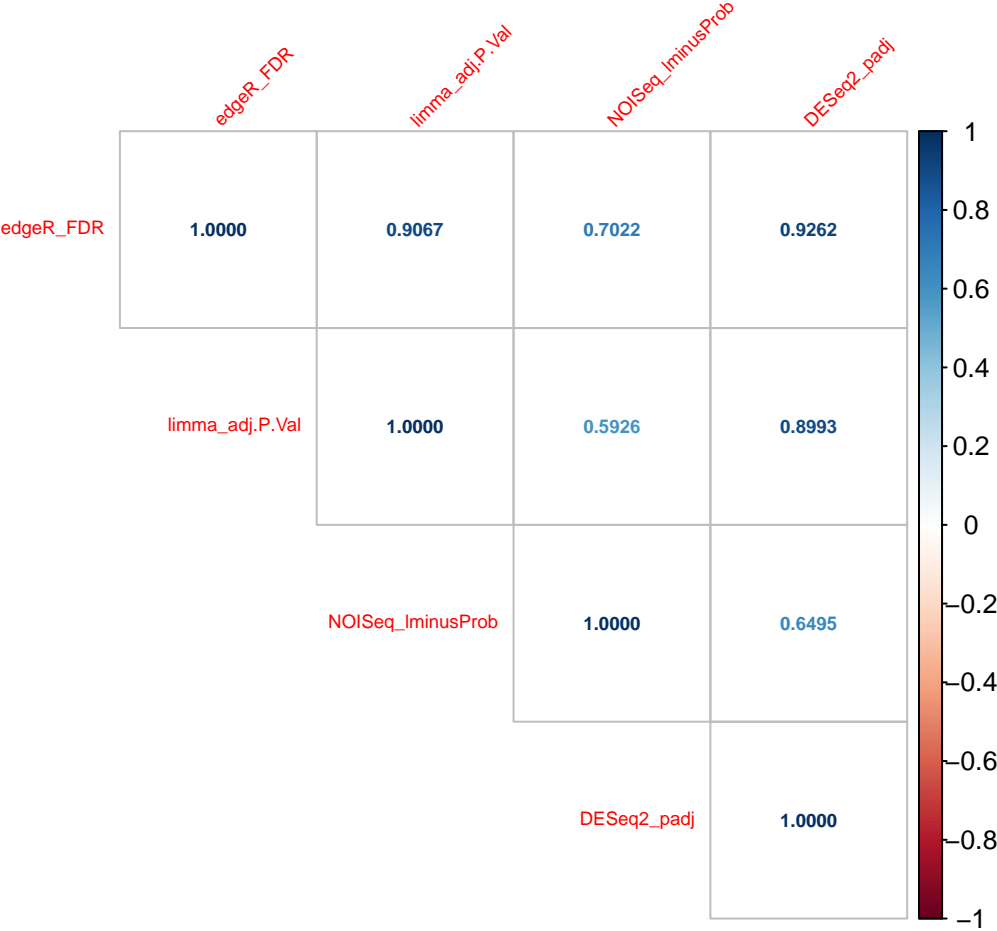 edgeR_FDR
limma_adj.P.Val
NOISeq_lminusProb
DESeq2_padj
edgeR_FDR 1.0000 0.9067 0.7022 0.9262
limma_adj.P.Val 1.0000 0.5926 0.8993
NOISeq_lminusProb 1.0000 0.6495
DESeq2_padj 1.0000
1
0.8
0.6
0.4
0.2
0
−0.2
−0.4
−0.6
−0.8
−1